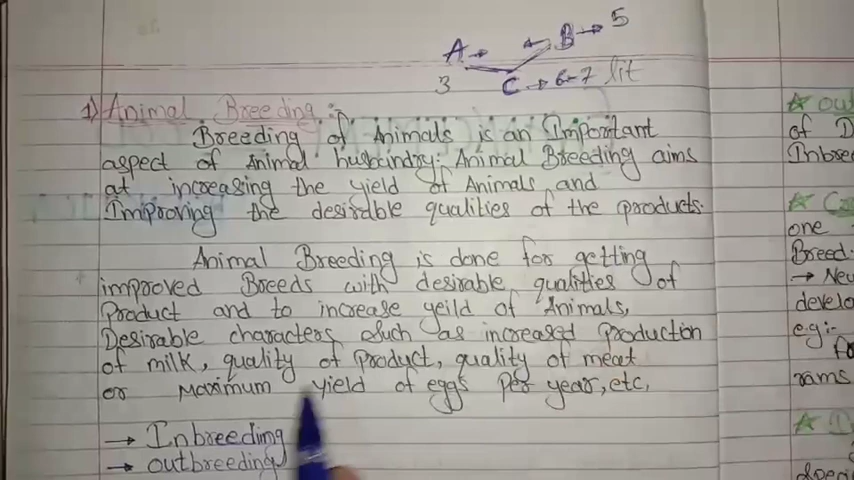 A → ← B → 5
3 C → 6-7 lit
1) Animal Breeding :-
Breeding of Animals is an Important
aspect of Animal husbandry. Animal Breeding aims
at increasing the yield of Animals and
Improving the desirable qualities of the products.
Animal Breeding is done for getting
improved Breeds with desirable qualities of
Product and to increase yeild of Animals,
Desirable characters such as increased production
of milk, quality of Product, quality of meat
or Maximum yield of eggs per year, etc,
→ Inbreeding
→ outbreeding
☆ ou
of D
Inbre
☆
one
Breed.
→ New
develo
e.g:-
fo
rams
☆